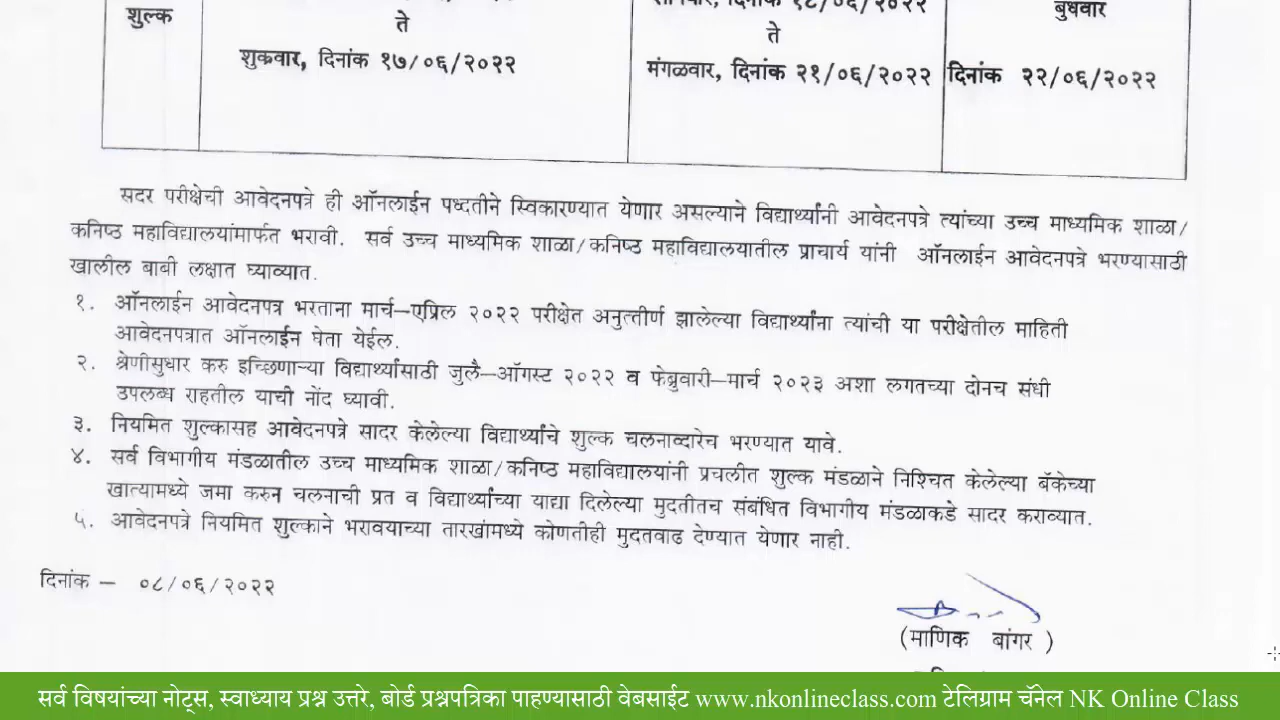 शुल्क
ते
शुक्रवार, दिनांक १७/०६/२०२२
शनिवार, दिनांक १८/०६/२०२२
ते
मंगळवार, दिनांक २१/०६/२०२२
बुधवार
दिनांक २२/०६/२०२२
सदर परीक्षेची आवेदनपत्रे ही ऑनलाईन पध्दतीने स्विकारण्यात येणार असल्याने विद्यार्थ्यांनी आवेदनपत्रे त्यांच्या उच्च माध्यमिक शाळा/
कनिष्ठ महाविद्यालयांमार्फत भरावी. सर्व उच्च माध्यमिक शाळा/कनिष्ठ महाविद्यालयातील प्राचार्य यांनी ऑनलाईन आवेदनपत्रे भरण्यासाठी
खालील बाबी लक्षात घ्याव्यात.
१. ऑनलाईन आवेदनपत्र भरताना मार्च–एप्रिल २०२२ परीक्षेत अनुत्तीर्ण झालेल्या विद्यार्थ्यांना त्यांची या परीक्षेतील माहिती
आवेदनपत्रात ऑनलाईन घेता येईल.
२. श्रेणीसुधार करु इच्छिणाऱ्या विद्यार्थ्यांसाठी जुलै–ऑगस्ट २०२२ व फेब्रुवारी–मार्च २०२३ अशा लगतच्या दोनच संधी
उपलब्ध राहतील याची नोंद घ्यावी.
३. नियमित शुल्कासह आवेदनपत्रे सादर केलेल्या विद्यार्थ्यांचे शुल्क चलनाव्दारेच भरण्यात यावे.
४. सर्व विभागीय मंडळातील उच्च माध्यमिक शाळा/कनिष्ठ महाविद्यालयांनी प्रचलीत शुल्क मंडळाने निश्चित केलेल्या बॅकेच्या
खात्यामध्ये जमा करुन चलनाची प्रत व विद्यार्थ्यांच्या याद्या दिलेल्या मुदतीतच संबंधित विभागीय मंडळाकडे सादर कराव्यात.
५. आवेदनपत्रे नियमित शुल्काने भरावयाच्या तारखांमध्ये कोणतीही मुदतवाढ देण्यात येणार नाही.
दिनांक – ०८/०६/२०२२
(माणिक बांगर )
सर्व विषयांच्या नोट्स, स्वाध्याय प्रश्न उत्तरे, बोर्ड प्रश्नपत्रिका पाहण्यासाठी वेबसाईट www.nkonlineclass.com टेलिग्राम चॅनेल NK Online Class